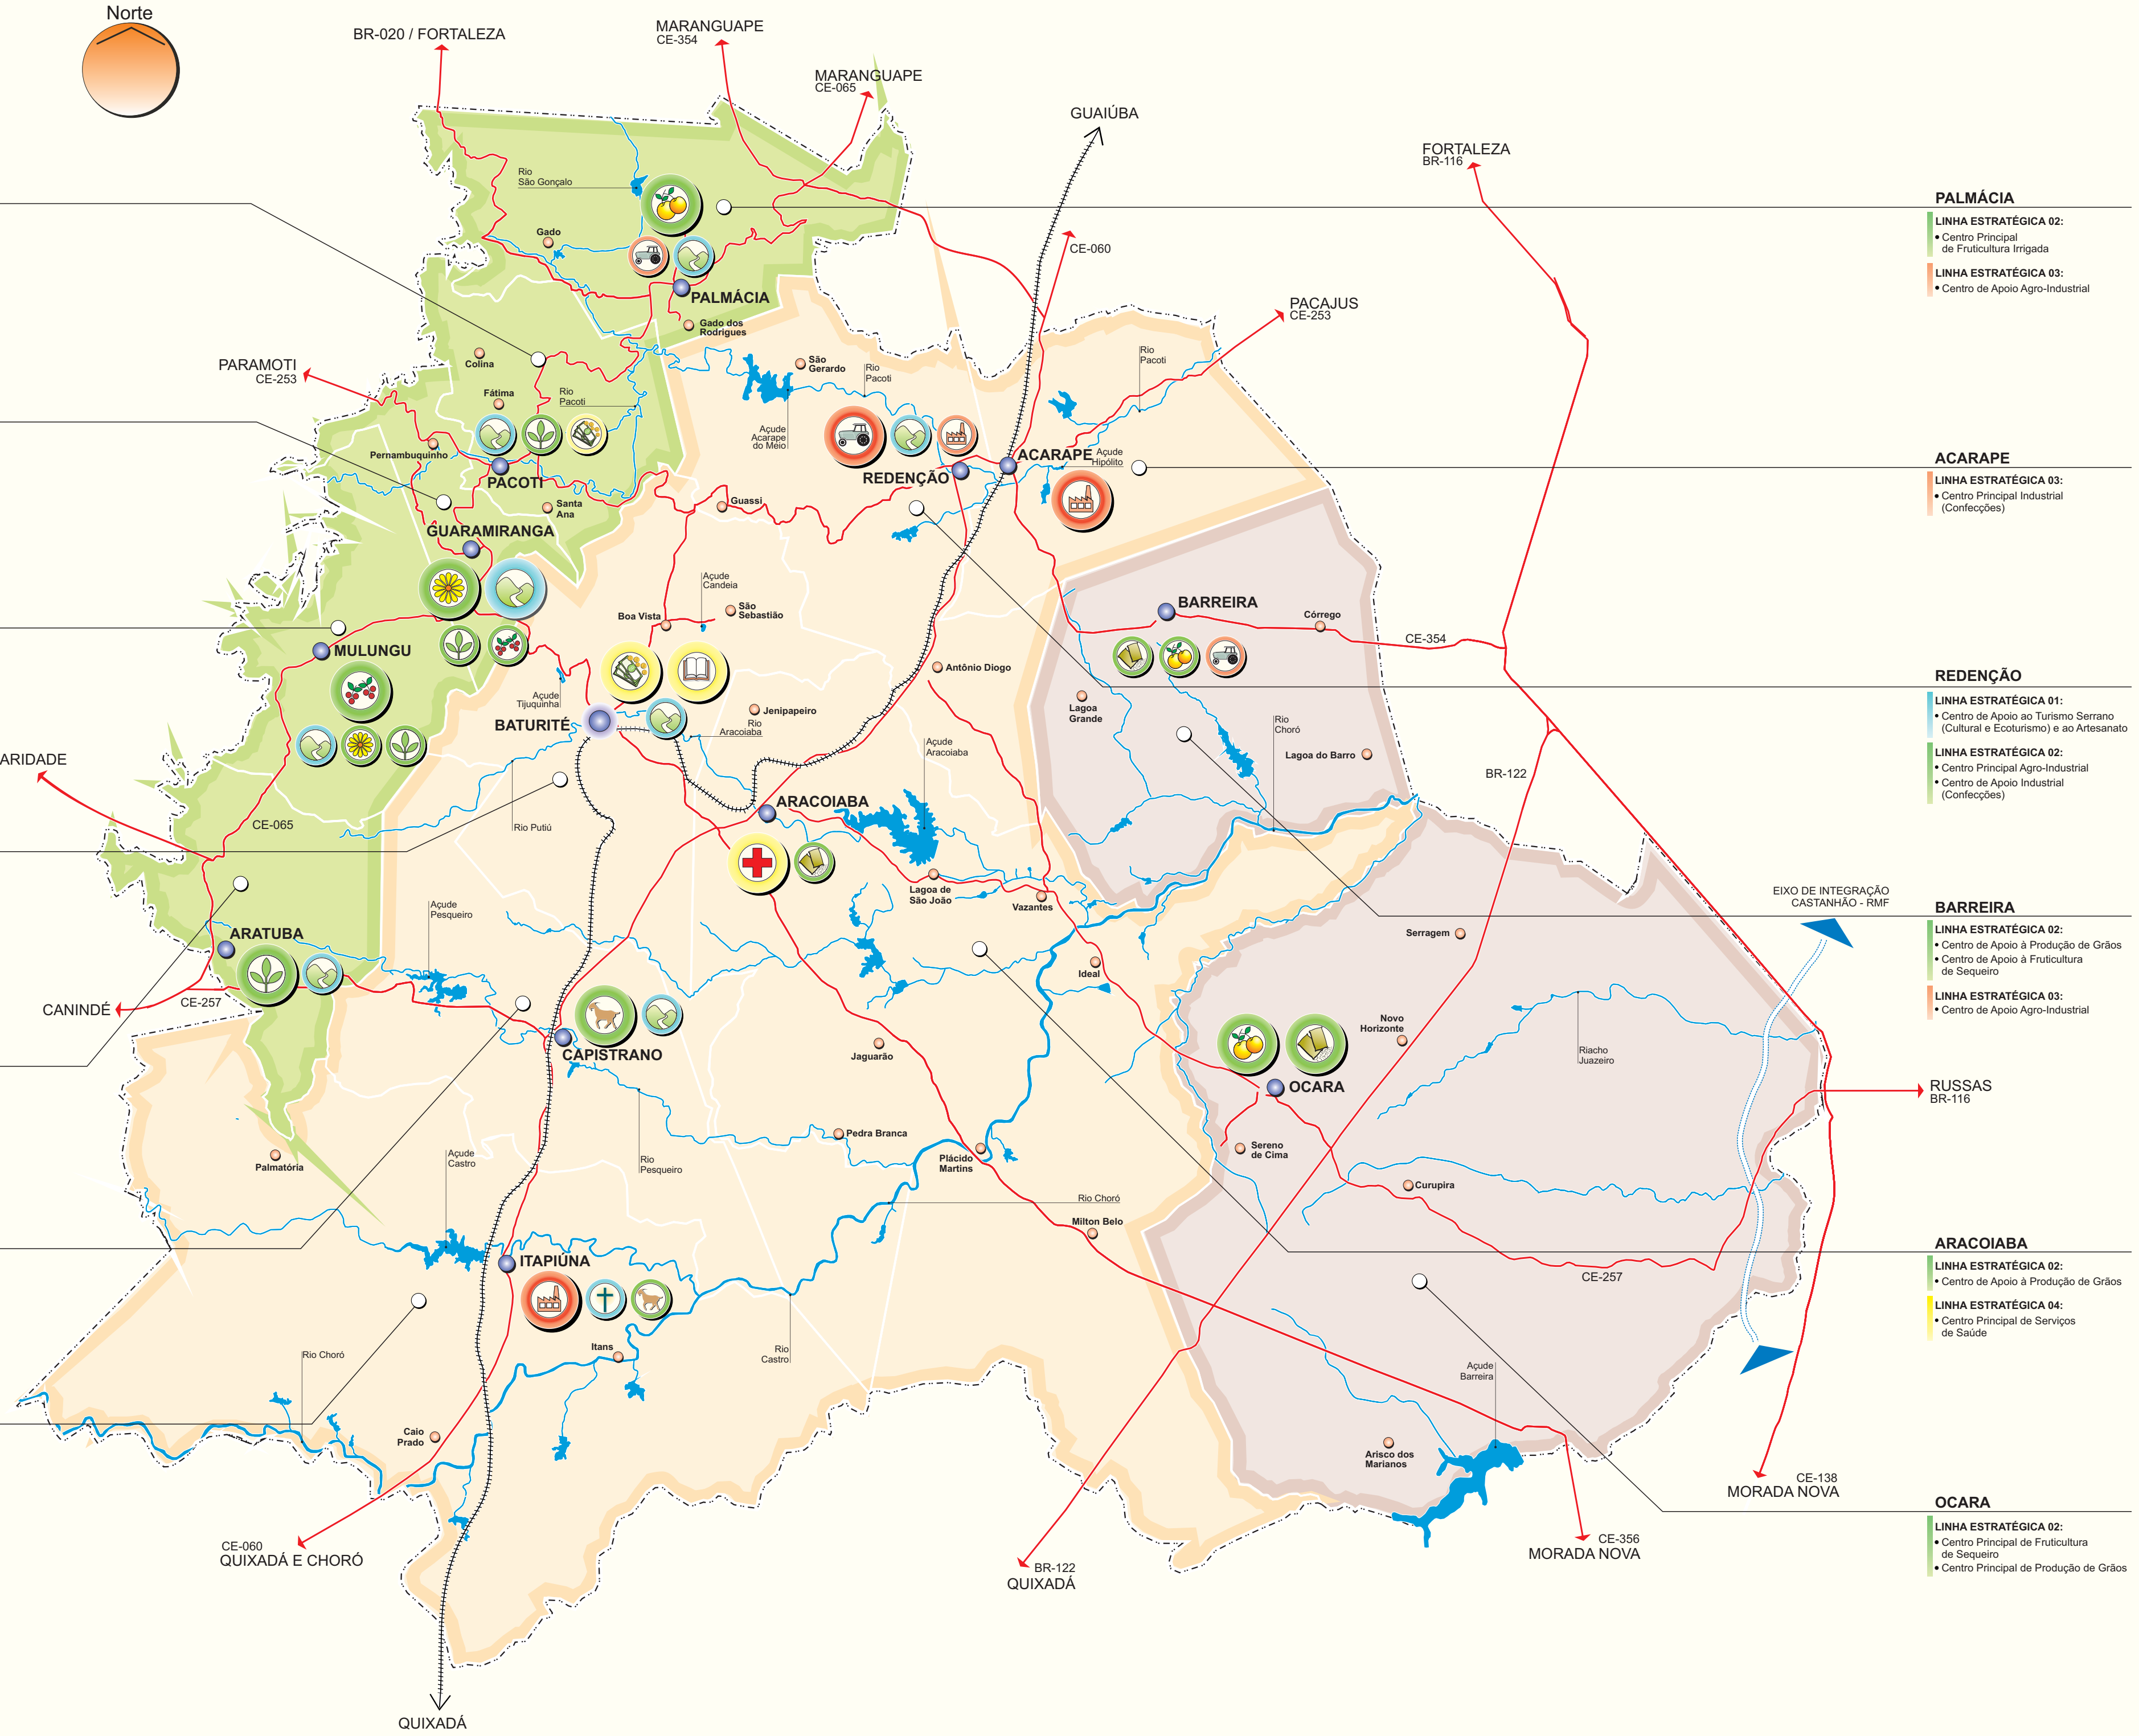 Norte
BR-020 / FORTALEZA
MARANGUAPE
CE-354
MARANGUAPE
CE-065
GUAIÚBA
FORTALEZA
BR-116
CE-060
PACAJUS
CE-253
PARAMOTI
CE-253
Rio
São Gonçalo
Gado
PALMÁCIA
Gado dos
Rodrigues
Colina
Fátima
Rio
Pacoti
Pernambuquinho
PACOTI
Santa
Ana
GUARAMIRANGA
MULUNGU
São
Gerardo
Rio
Pacoti
Açude
Acarape
do Meio
REDENÇÃO
ACARAPE
Açude
Hipólito
Rio
Pacoti
Guassi
Açude
Candeia
São
Sebastião
Boa Vista
Açude
Tijuquinha
BATURITÉ
Jenipapeiro
Rio
Aracoiaba
Antônio Diogo
BARREIRA
Córrego
CE-354
Lagoa
Grande
Rio
Choró
Lagoa do Barro
BR-122
ARIDADE
CE-065
Rio Putiú
ARACOIABA
Açude
Aracoiaba
Lagoa de
São João
Vazantes
Açude
Pesqueiro
ARATUBA
CE-257
CANINDÉ
CAPISTRANO
Jaguarão
Ideal
Serragem
EIXO DE INTEGRAÇÃO
CASTANHÃO - RMF
Novo
Horizonte
Riacho
Juazeiro
OCARA
RUSSAS
BR-116
Sereno
de Cima
Curupira
Palmatória
Açude
Castro
Rio
Pesqueiro
Pedra Branca
Plácido
Martins
Rio Choró
Milton Belo
CE-257
ITAPIÚNA
Itans
Rio
Castro
Rio Choró
Caio
Prado
Açude
Barreira
Arisco dos
Marianos
CE-060
QUIXADÁ E CHORÓ
BR-122
QUIXADÁ
CE-356
MORADA NOVA
CE-138
MORADA NOVA
QUIXADÁ
PALMÁCIA
LINHA ESTRATÉGICA 02:
• Centro Principal
de Fruticultura Irrigada
LINHA ESTRATÉGICA 03:
• Centro de Apoio Agro-Industrial
ACARAPE
LINHA ESTRATÉGICA 03:
• Centro Principal Industrial
(Confecções)
REDENÇÃO
LINHA ESTRATÉGICA 01:
• Centro de Apoio ao Turismo Serrano
(Cultural e Ecoturismo) e ao Artesanato
LINHA ESTRATÉGICA 02:
• Centro Principal Agro-Industrial
• Centro de Apoio Industrial
(Confecções)
BARREIRA
LINHA ESTRATÉGICA 02:
• Centro de Apoio à Produção de Grãos
• Centro de Apoio à Fruticultura
de Sequeiro
LINHA ESTRATÉGICA 03:
• Centro de Apoio Agro-Industrial
ARACOIABA
LINHA ESTRATÉGICA 02:
• Centro de Apoio à Produção de Grãos
LINHA ESTRATÉGICA 04:
• Centro Principal de Serviços
de Saúde
OCARA
LINHA ESTRATÉGICA 02:
• Centro Principal de Fruticultura
de Sequeiro
• Centro Principal de Produção de Grãos